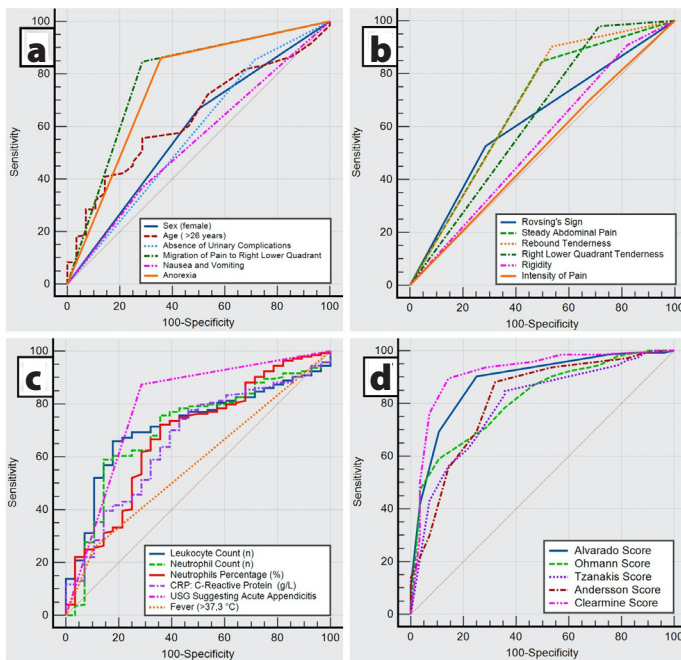 a
100
80
60
40
20
0
Sensitivity
0 20 40 60 80 100
100-Specificity
Sex (female)
Age (>26 years)
Absence of Urinary Complications
Migration of Pain to Right Lower Quadrant
Nausea and Vomiting
Anorexia
b
100
80
60
40
20
0
Sensitivity
0 20 40 60 80 100
100-Specificity
Rovsing's Sign
Steady Abdominal Pain
Rebound Tenderness
Right Lower Quadrant Tenderness
Rigidity
Intensity of Pain
c
100
80
60
40
20
0
Sensitivity
0 20 40 60 80 100
100-Specificity
Leukocyte Count (n)
Neutrophil Count (n)
Neutrophils Percentage (%)
CRP: C-Reactive Protein (g/L)
USG Suggesting Acute Appendicitis
Fever (>37,3 °C)
d
100
80
60
40
20
0
Sensitivity
0 20 40 60 80 100
100-Specificity
Alvarado Score
Ohmann Score
Tzanakis Score
Andersson Score
Clearmine Score